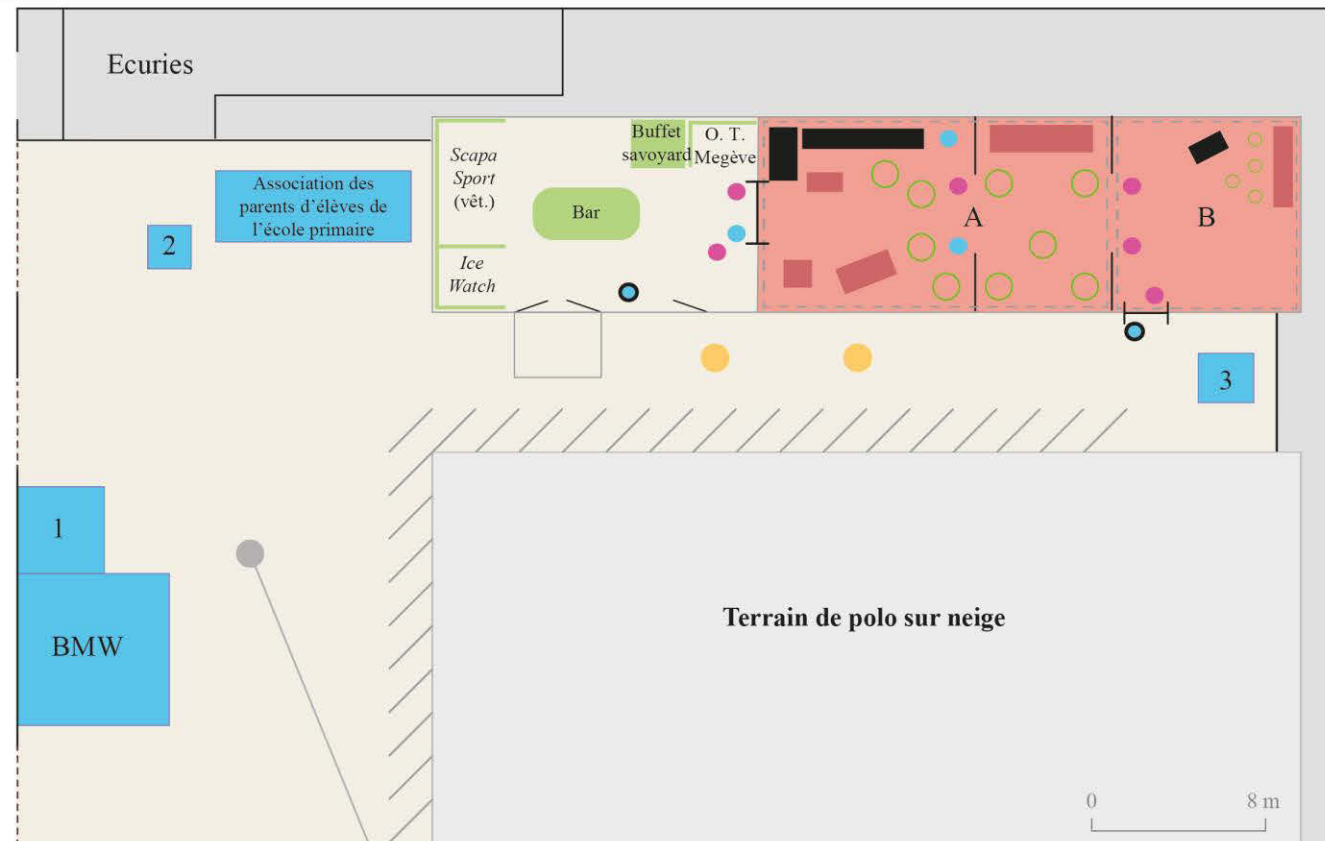 Ecuries
Scapa
Sport
(vêt.)
Ice
Watch
Bar
Buffet
savoyard
O. T.
Megève
A
B
Association des
parents d’élèves de
l’école primaire
2
3
1
BMW
Terrain de polo sur neige
0 8 m